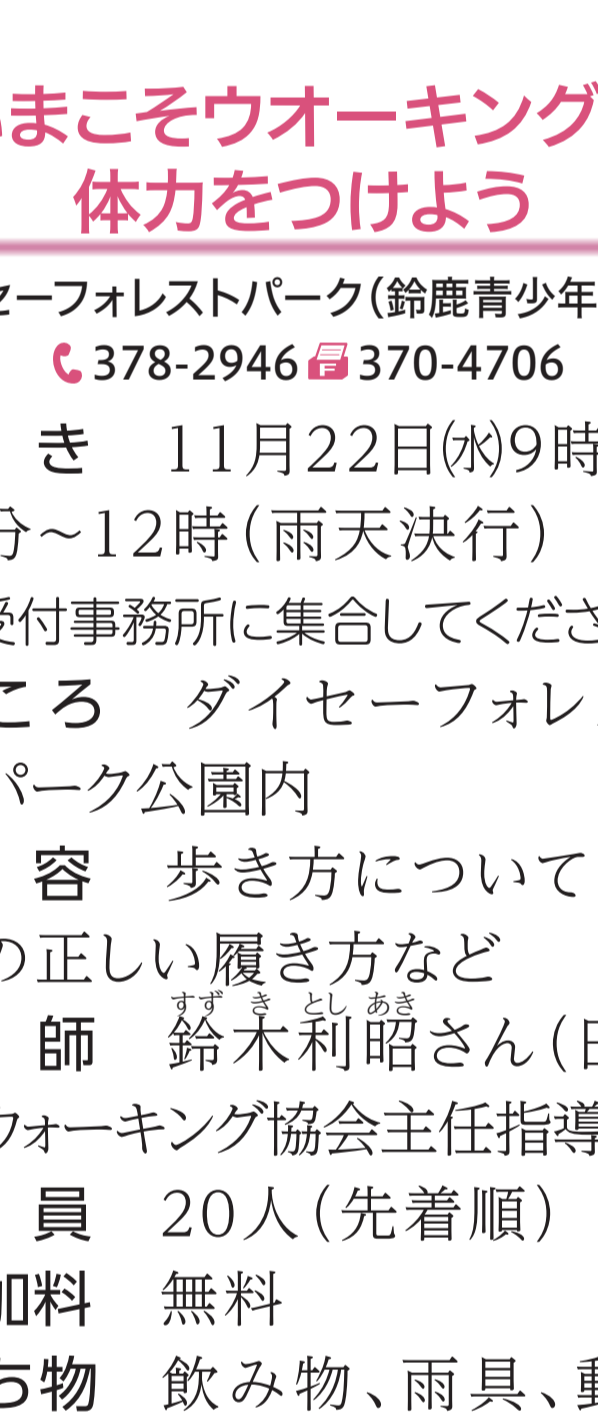 いまこそウオーキング
体力をつけよう
セーフォレストパーク(鈴鹿青少年
378-2946 F 370-4706
き 11月22日㈬9時
分～12時(雨天決行)
受付事務所に集合してくださ
ころ ダイセーフォレ
パーク公園内
容 歩き方について
の正しい履き方など
師 鈴木利昭さん(日
すず き とし あき
ウォーキング協会主任指導
員 20人(先着順)
加料 無料
ち物 飲み物、雨具、動